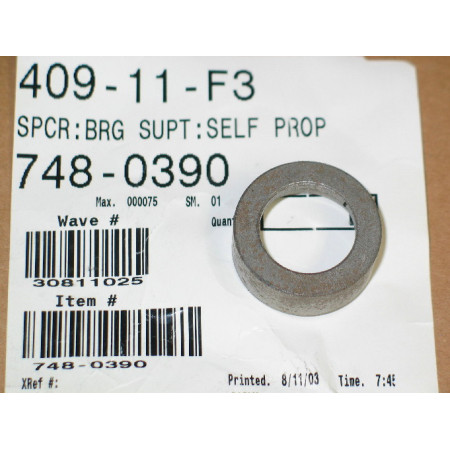 409-11-F3
SPCR:BRG SUPT:SELF PROP
748-0390
Max. 000075 SM. 01
Wave # Quant
30811025
Item #
748-0390
XRef #: Printed. 8/11/03 Time. 7:45